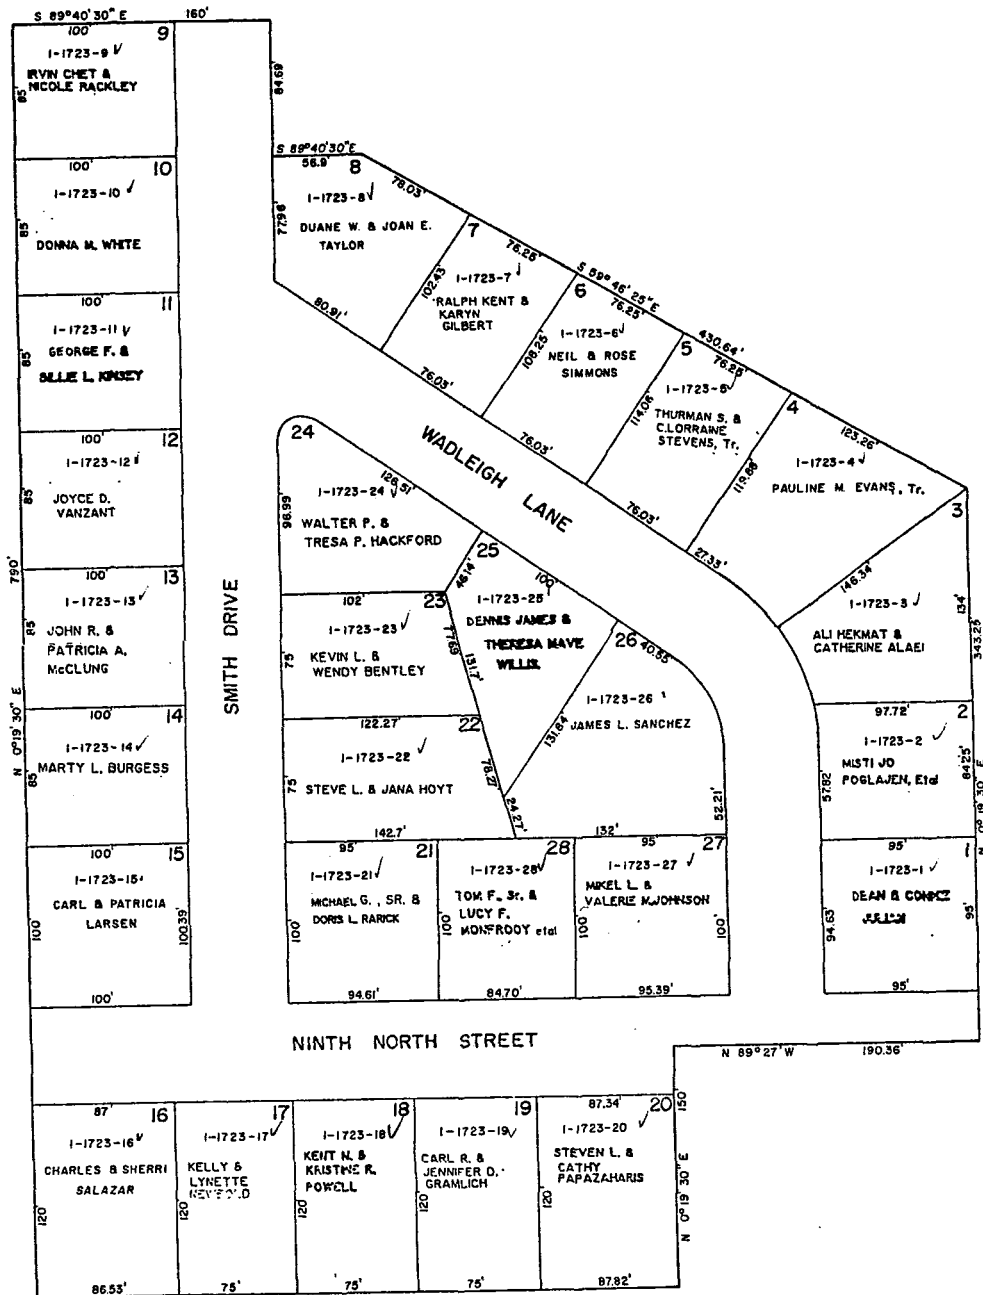 S 89°40'30" E
160'
100'
9
1-1723-9
IRVIN CHET &
NICOLE RACKLEY
85'
84.69'
100'
10
1-1723-10
DONNA M. WHITE
85'
100'
11
1-1723-11
GEORGE F. &
BILLIE L. KINSEY
85'
100'
12
1-1723-12
JOYCE D.
VANZANT
85'
790'
100'
13
1-1723-13
JOHN R. &
PATRICIA A.
McCLUNG
85'
N 0°19'30" E
100'
14
1-1723-14
MARTY L. BURGESS
85'
100'
15
1-1723-15
CARL & PATRICIA
LARSEN
100'
100.39'
100'
SMITH DRIVE
S 89°40'30" E
56.9'
8
78.03'
1-1723-8
DUANE W. & JOAN E.
TAYLOR
77.96'
80.91'
7
76.25'
102.43'
1-1723-7
RALPH KENT &
KARYN
GILBERT
76.03'
S 59°46'25" E
430.64'
6
76.25'
108.25'
1-1723-6
NEIL & ROSE
SIMMONS
76.03'
5
76.25'
114.06'
1-1723-5
THURMAN S. &
C.LORRAINE
STEVENS, Tr.
76.03'
4
123.26'
119.88'
1-1723-4
PAULINE M. EVANS, Tr.
27.33'
WADLEIGH LANE
3
146.34'
1-1723-3
ALI HEKMAT &
CATHERINE ALAEI
134'
343.25'
97.72'
2
1-1723-2
MISTI JO
POGLAJEN, Etal
57.82'
84.25'
N 0°19'30" E
95'
1
1-1723-1
DEAN &
94.63'
95'
95'
24
126.51'
1-1723-24
WALTER P. &
TRESA P. HACKFORD
98.99'
46.14'
25
100'
1-1723-25
DENNIS JAMES &
THERESA MAVE
WILLIS
102'
23
1-1723-23
KEVIN L. &
WENDY BENTLEY
75'
77.69'
151.7'
26
40.55'
1-1723-26
JAMES L. SANCHEZ
131.84'
52.21'
122.27'
22
1-1723-22
STEVE L. & JANA HOYT
75'
78.27'
24.27'
142.7'
132'
95'
21
1-1723-21
MICHAEL G., SR. &
DORIS L. RARICK
100'
94.61'
28
1-1723-28
TOM F., Sr. &
LUCY F.
MONFRODY etal
100'
84.70'
95'
27
1-1723-27
MIKEL L. &
VALERIE M.JOHNSON
100'
100'
95.39'
NINTH NORTH STREET
N 89°27' W
190.36'
87'
16
1-1723-16
CHARLES & SHERRI
SALAZAR
120'
86.53'
17
1-1723-17
KELLY &
LYNETTE
120'
75'
18
1-1723-18
KENT N. &
KRISTINE R.
POWELL
120'
75'
19
1-1723-19
CARL R. &
JENNIFER D.
GRAMLICH
120'
75'
87.34'
20
1-1723-20
STEVEN L. &
CATHY
PAPAZAHARIS
120'
150'
N 0°19'30" E
87.82'